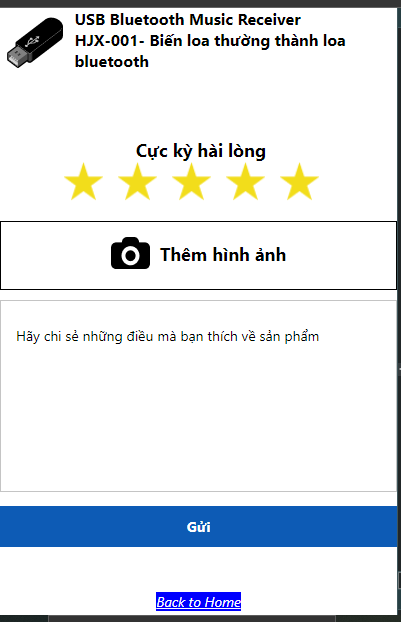 USB Bluetooth Music Receiver
HJX-001- Biến loa thường thành loa
bluetooth
Cực kỳ hài lòng
Thêm hình ảnh
Hãy chi sẻ những điều mà bạn thích về sản phẩm
Gửi
Back to Home